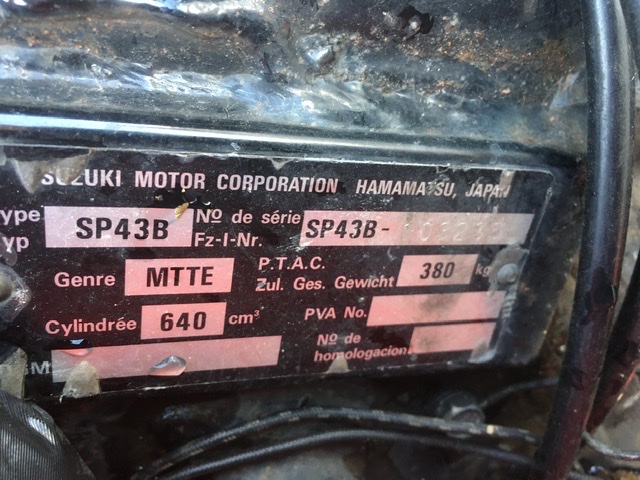 SUZUKI MOTOR CORPORATION HAMAMATSU, JAPAN
ype SP43B Nº de série SP43B-
yp Fz-I-Nr.
Genre MTTE P.T.A.C. 380 kg
Zul. Ges. Gewicht
Cylindrée 640 cm³ PVA No.
Nº de
homologacion
M